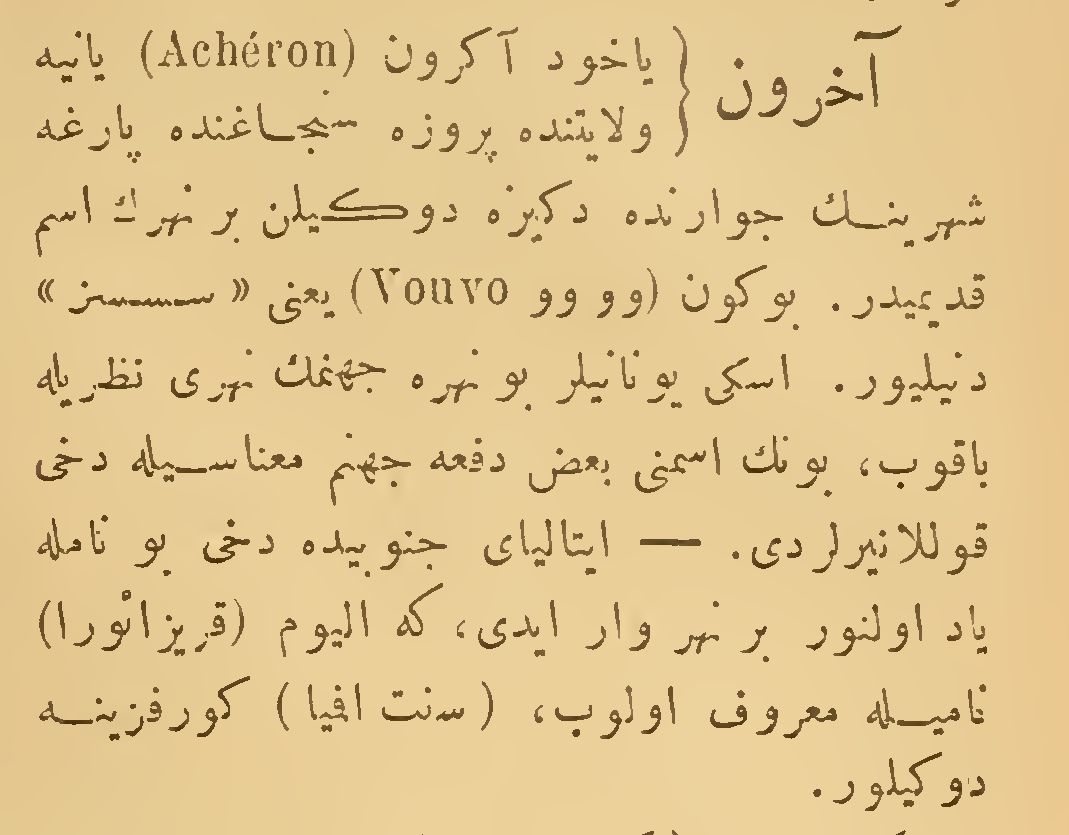 آخرون { یاخود آکرون (Achéron) یانیه
ولایتنده پروزه سنجاغنده پارغه
شهرینك جوارنده دکیزه دوکیلن بر نهرك اسم
قدیمیدر. بوکون (وو وو Vouvo) یعنی «سسسز»
دنیلیور. اسکی یونانیلر بو نهره جهنمك نهری نظریله
باقوب، بونك اسمنی بعض دفعه جهنم معناسیله دخی
قوللانیرلردی. — ایتالیای جنوبیده دخی بو نامله
یاد اولنور بر نهر وار ایدی، که الیوم (قریزاتورا)
نامیله معروف اولوب، (سنت افیا) کورفزینه
دوکیلور.